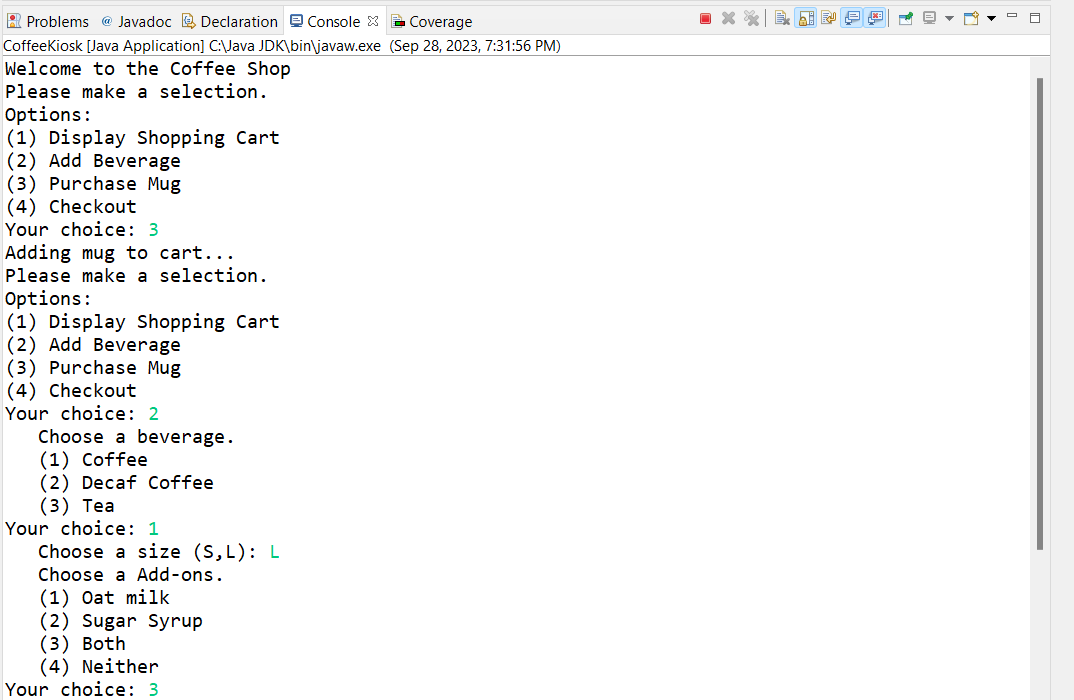 Problems @ Javadoc Declaration Console Coverage
CoffeeKiosk [Java Application] C:\Java JDK\bin\javaw.exe (Sep 28, 2023, 7:31:56 PM)
Welcome to the Coffee Shop
Please make a selection.
Options:
(1) Display Shopping Cart
(2) Add Beverage
(3) Purchase Mug
(4) Checkout
Your choice: 3
Adding mug to cart...
Please make a selection.
Options:
(1) Display Shopping Cart
(2) Add Beverage
(3) Purchase Mug
(4) Checkout
Your choice: 2
   Choose a beverage.
   (1) Coffee
   (2) Decaf Coffee
   (3) Tea
Your choice: 1
   Choose a size (S,L): L
   Choose a Add-ons.
   (1) Oat milk
   (2) Sugar Syrup
   (3) Both
   (4) Neither
Your choice: 3